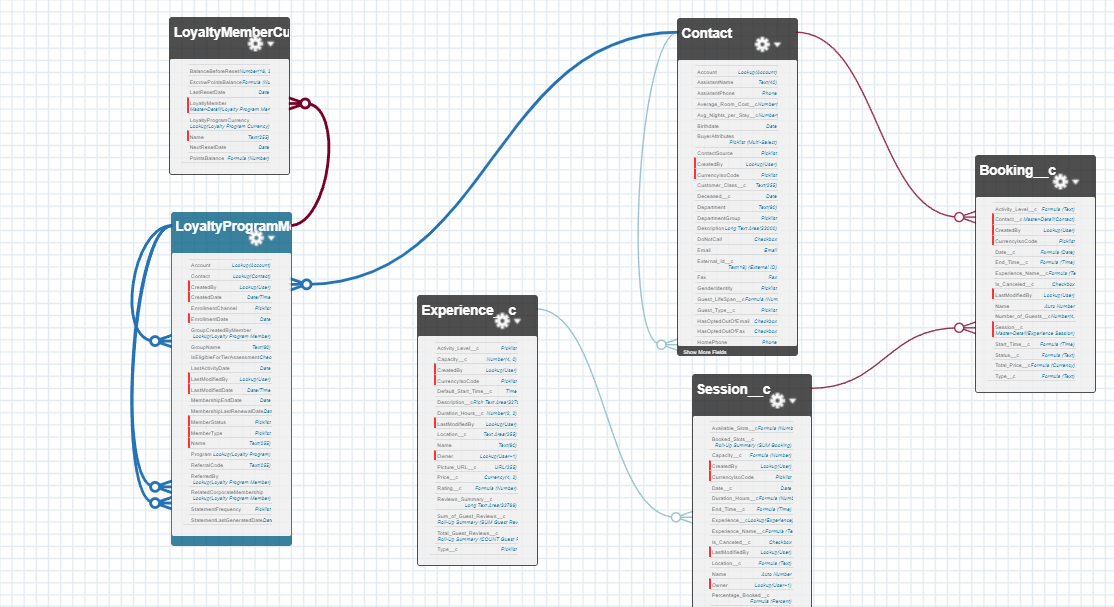 LoyaltyMemberCu
BalanceBeforeReset Number(18, 2
EscrowPointsBalance Formula (Nu
LastResetDate Date
LoyaltyMember
Master-Detail(Loyalty Program Mem
LoyaltyProgramCurrency
Lookup(Loyalty Program Currency)
Name Text(255)
NextResetDate Date
PointsBalance Formula (Number)
LoyaltyProgramM
Account Lookup(Account)
Contact Lookup(Contact)
CreatedBy Lookup(User)
CreatedDate Date/Time
EnrollmentChannel Picklist
EnrollmentDate Date
GroupCreatedByMember
Lookup(Loyalty Program Member)
GroupName Text(80)
IsEligibleForTierAssessment Chec
LastActivityDate Date
LastModifiedBy Lookup(User)
LastModifiedDate Date/Time
MembershipEndDate Date
MembershipLastRenewalDate Dat
MemberStatus Picklist
MemberType Picklist
Name Text(255)
Program Lookup(Loyalty Program)
ReferralCode Text(255)
ReferredBy
Lookup(Loyalty Program Member)
RelatedCorporateMembership
Lookup(Loyalty Program Member)
StatementFrequency Picklist
StatementLastGeneratedDate Dat
Experience__c
Activity_Level__c Picklist
Capacity__c Number(4, 0)
CreatedBy Lookup(User)
CurrencyIsoCode Picklist
Default_Start_Time__c Time
Description__c Rich Text Area(3276
Duration_Hours__c Number(2, 2)
LastModifiedBy Lookup(User)
Location__c Text Area(255)
Name Text(80)
Owner Lookup(User+1)
Picture_URL__c URL(255)
Price__c Currency(4, 2)
Rating__c Formula (Number)
Reviews_Summary__c
Long Text Area(32768)
Sum_of_Guest_Reviews__c
Roll-Up Summary (SUM Guest Rev
Total_Guest_Reviews__c
Roll-Up Summary (COUNT Guest R
Type__c Picklist
Contact
Account Lookup(Account)
AssistantName Text(40)
AssistantPhone Phone
Average_Room_Cost__c Number(
Avg_Nights_per_Stay__c Number(
Birthdate Date
BuyerAttributes
Picklist (Multi-Select)
ContactSource Picklist
CreatedBy Lookup(User)
CurrencyIsoCode Picklist
Customer_Class__c Text(255)
Deceased__c Date
Department Text(80)
DepartmentGroup Picklist
Description Long Text Area(32000)
DoNotCall Checkbox
Email Email
External_Id__c
Text(18) (External ID)
Fax Fax
GenderIdentity Picklist
Guest_LifeSpan__c Formula (Num
Guest_Type__c Picklist
HasOptedOutOfEmail Checkbox
HasOptedOutOfFax Checkbox
HomePhone Phone
Show More Fields
Session__c
Available_Slots__c Formula (Numb
Booked_Slots__c
Roll-Up Summary (SUM Booking)
Capacity__c Formula (Number)
CreatedBy Lookup(User)
CurrencyIsoCode Picklist
Date__c Date
Duration_Hours__c Formula (Numb
End_Time__c Formula (Time)
Experience__c Lookup(Experience)
Experience_Name__c Formula (Te
Is_Canceled__c Checkbox
LastModifiedBy Lookup(User)
Location__c Formula (Text)
Name Auto Number
Owner Lookup(User+1)
Percentage_Booked__c
Formula (Percent)
Booking__c
Activity_Level__c Formula (Text)
Contact__c Master-Detail(Contact)
CreatedBy Lookup(User)
CurrencyIsoCode Picklist
Date__c Formula (Date)
End_Time__c Formula (Time)
Experience_Name__c Formula (Te
Is_Canceled__c Checkbox
LastModifiedBy Lookup(User)
Name Auto Number
Number_of_Guests__c Number(4,
Session__c
Master-Detail(Experience Session)
Start_Time__c Formula (Time)
Status__c Formula (Text)
Total_Price__c Formula (Currency)
Type__c Formula (Text)